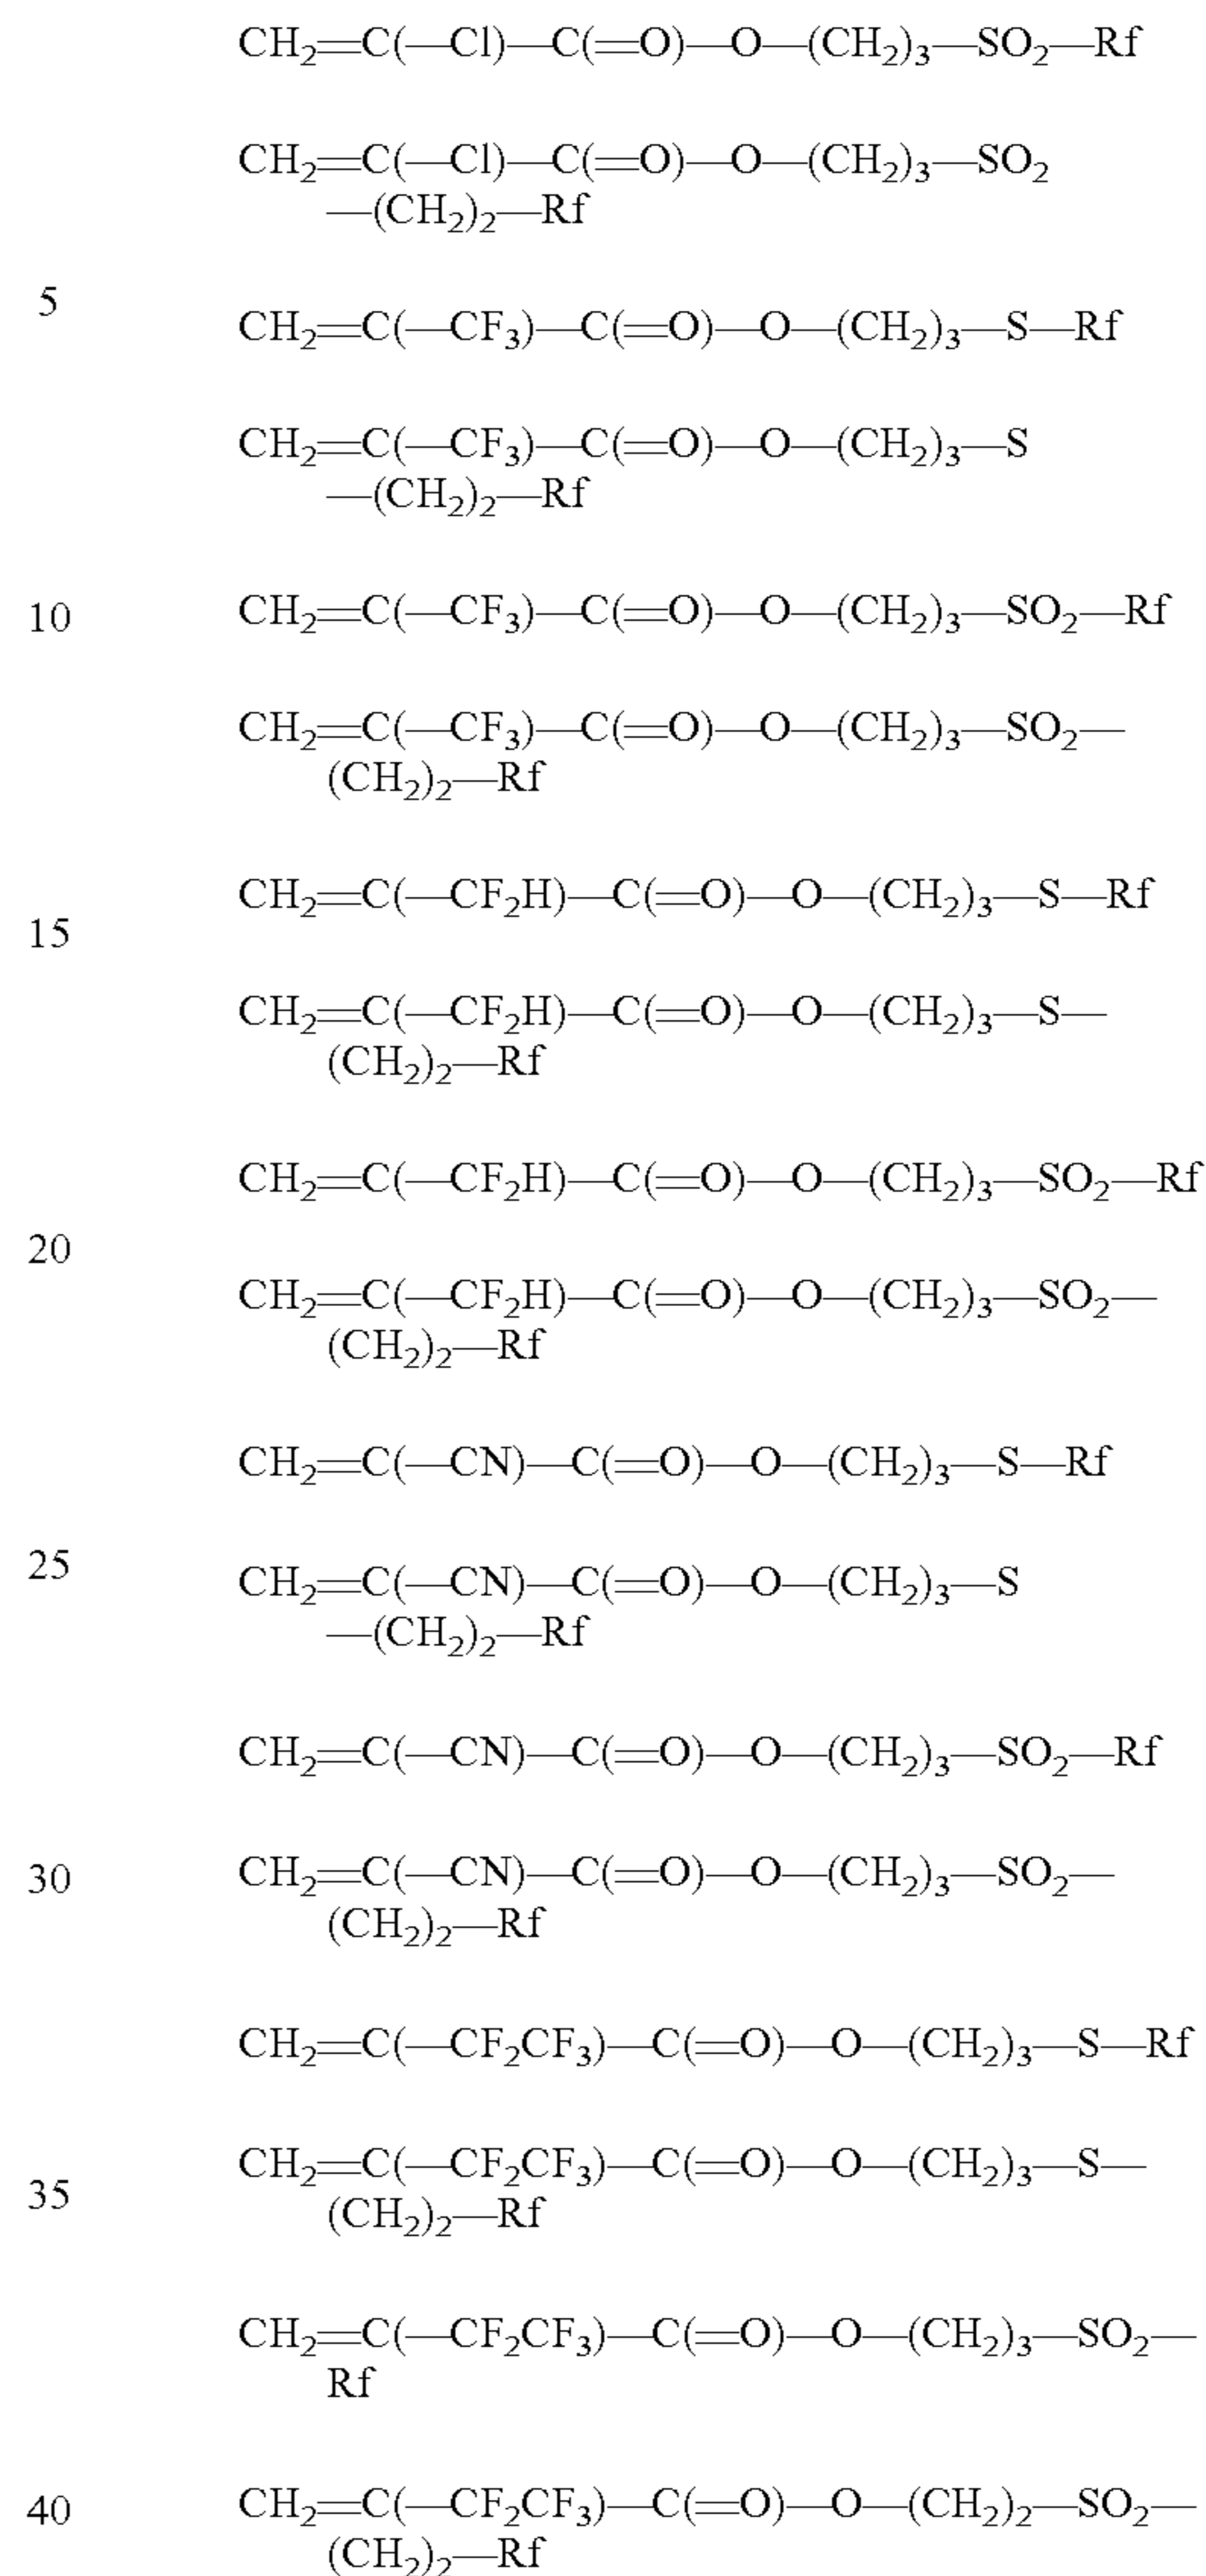 CH₂=C(—Cl)—C(=O)—O—(CH₂)₃—SO₂—Rf
CH₂=C(—Cl)—C(=O)—O—(CH₂)₃—SO₂
—(CH₂)₂—Rf
5
CH₂=C(—CF₃)—C(=O)—O—(CH₂)₃—S—Rf
CH₂=C(—CF₃)—C(=O)—O—(CH₂)₃—S
—(CH₂)₂—Rf
10
CH₂=C(—CF₃)—C(=O)—O—(CH₂)₃—SO₂—Rf
CH₂=C(—CF₃)—C(=O)—O—(CH₂)₃—SO₂—
(CH₂)₂—Rf
CH₂=C(—CF₂H)—C(=O)—O—(CH₂)₃—S—Rf
15
CH₂=C(—CF₂H)—C(=O)—O—(CH₂)₃—S—
(CH₂)₂—Rf
CH₂=C(—CF₂H)—C(=O)—O—(CH₂)₃—SO₂—Rf
20
CH₂=C(—CF₂H)—C(=O)—O—(CH₂)₃—SO₂—
(CH₂)₂—Rf
CH₂=C(—CN)—C(=O)—O—(CH₂)₃—S—Rf
25
CH₂=C(—CN)—C(=O)—O—(CH₂)₃—S
—(CH₂)₂—Rf
CH₂=C(—CN)—C(=O)—O—(CH₂)₃—SO₂—Rf
30
CH₂=C(—CN)—C(=O)—O—(CH₂)₃—SO₂—
(CH₂)₂—Rf
CH₂=C(—CF₂CF₃)—C(=O)—O—(CH₂)₃—S—Rf
CH₂=C(—CF₂CF₃)—C(=O)—O—(CH₂)₃—S—
35
(CH₂)₂—Rf
CH₂=C(—CF₂CF₃)—C(=O)—O—(CH₂)₃—SO₂—
Rf
40
CH₂=C(—CF₂CF₃)—C(=O)—O—(CH₂)₂—SO₂—
(CH₂)₂—Rf